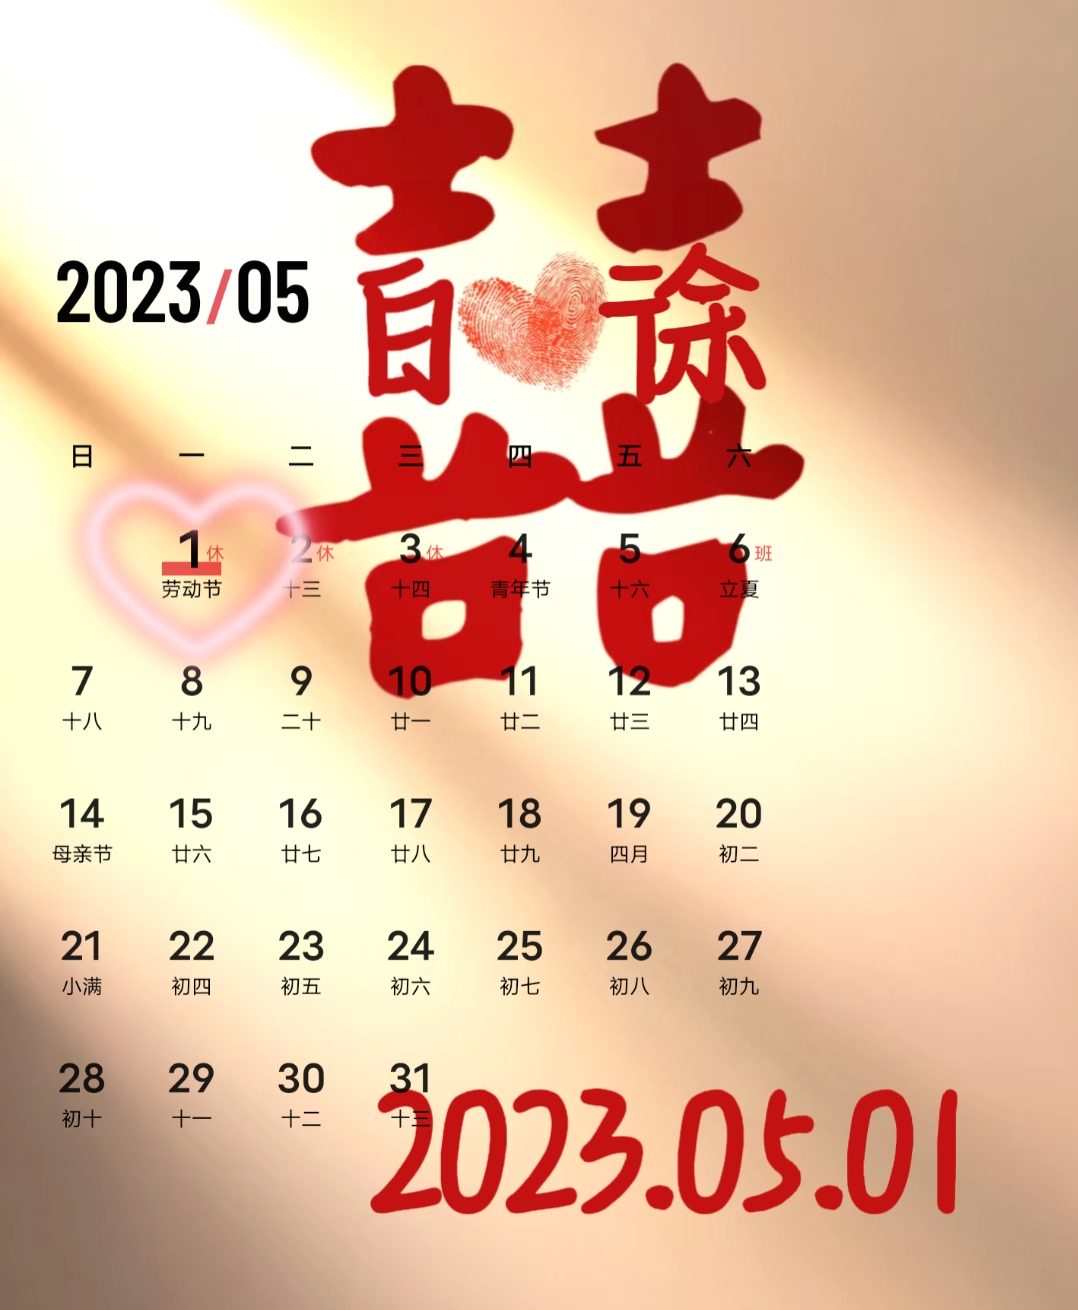 囍
2023/05
日 一 二 三 四 五 六
1休 2休 3休 4 5 6班
劳动节 十三 十四 青年节 十六 立夏
7 8 9 10 11 12 13
十八 十九 二十 廿一 廿二 廿三 廿四
14 15 16 17 18 19 20
母亲节 廿六 廿七 廿八 廿九 四月 初二
21 22 23 24 25 26 27
小满 初四 初五 初六 初七 初八 初九
28 29 30 31
初十 十一 十二 十三
2023.05.01